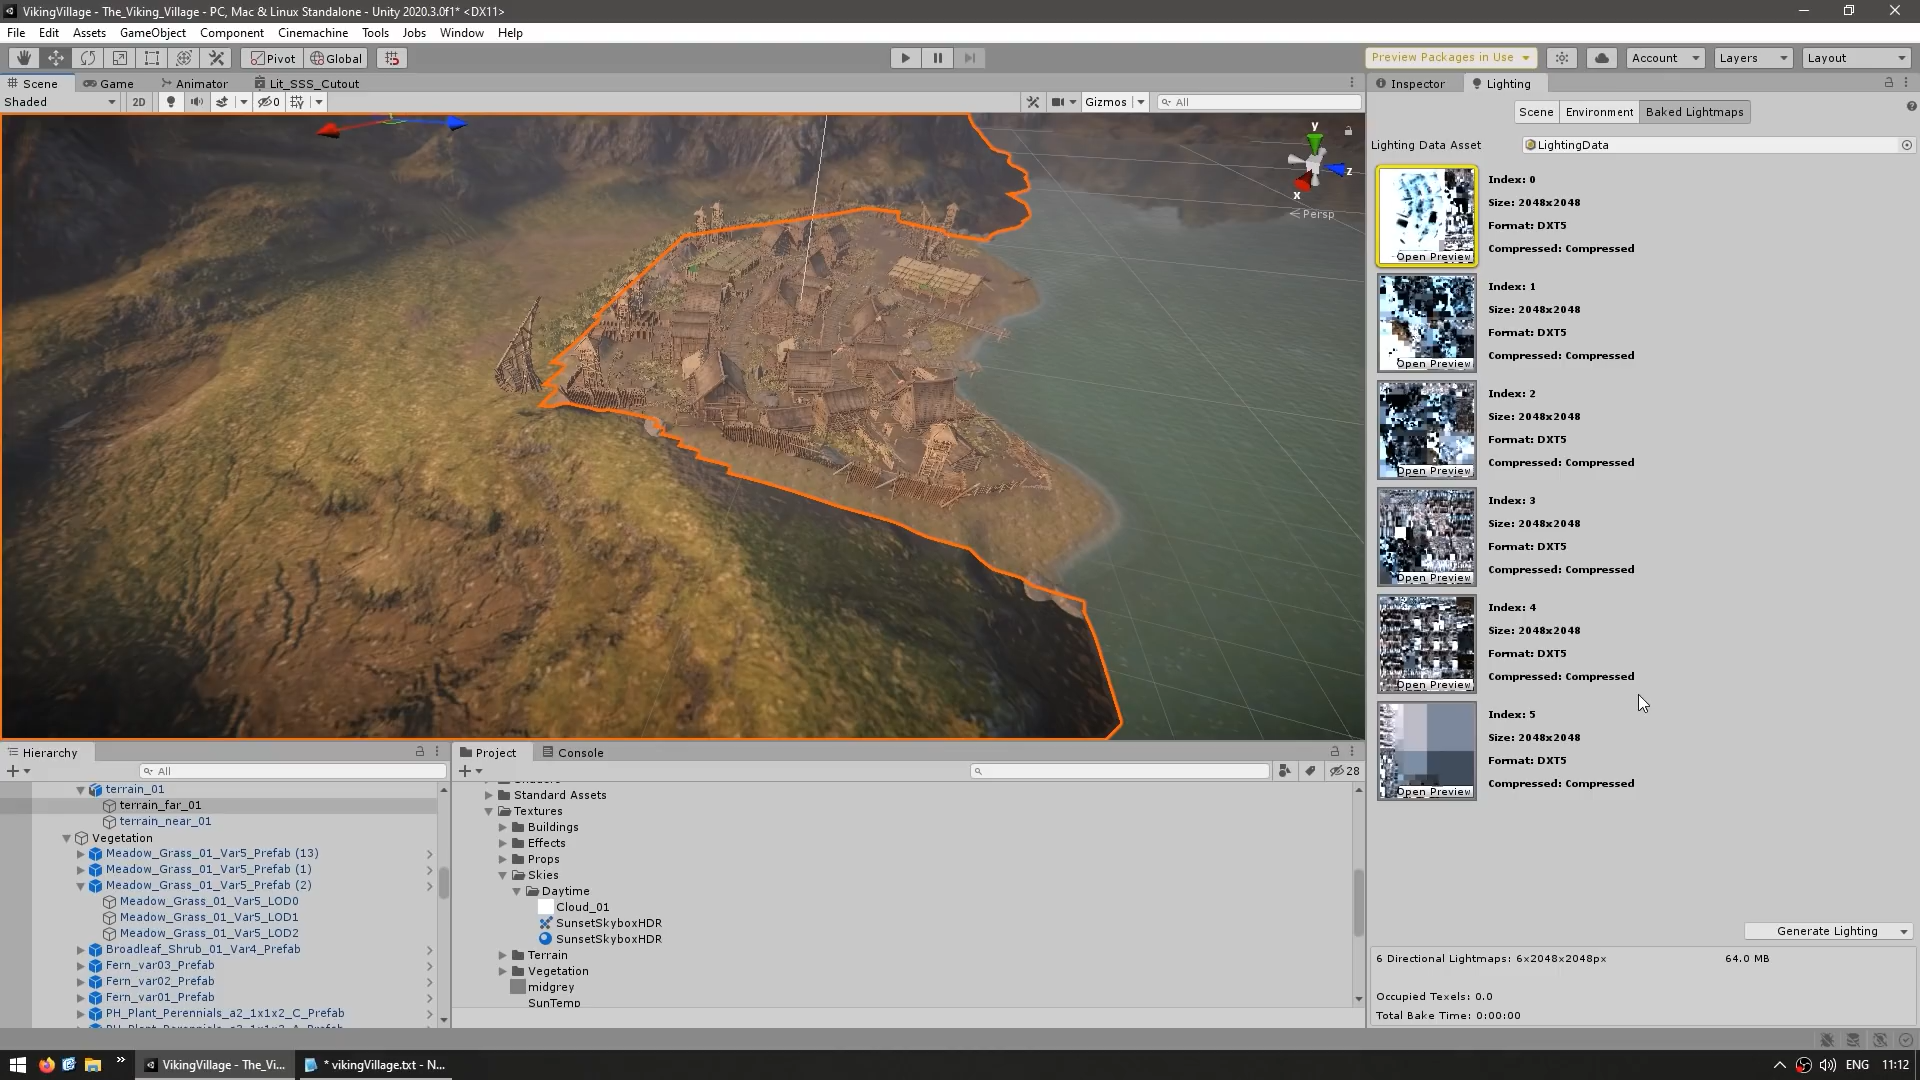 VikingVillage - The_Viking_Village - PC, Mac & Linux Standalone - Unity 2020.3.0f1* <DX11>
File Edit Assets GameObject Component Cinemachine Tools Jobs Window Help
Pivot Global Preview Packages in Use Account Layers Layout
Scene Game Animator Lit_SSS_Cutout
Shaded 2D 0 Gizmos All
y
z
x
Persp
Inspector Lighting
Scene Environment Baked Lightmaps
Lighting Data Asset LightingData
Index: 0
Size: 2048x2048
Format: DXT5
Compressed: Compressed
Open Preview
Index: 1
Size: 2048x2048
Format: DXT5
Compressed: Compressed
Open Preview
Index: 2
Size: 2048x2048
Format: DXT5
Compressed: Compressed
Open Preview
Index: 3
Size: 2048x2048
Format: DXT5
Compressed: Compressed
Open Preview
Index: 4
Size: 2048x2048
Format: DXT5
Compressed: Compressed
Open Preview
Index: 5
Size: 2048x2048
Format: DXT5
Compressed: Compressed
Open Preview
Generate Lighting
6 Directional Lightmaps: 6x2048x2048px 64.0 MB
Occupied Texels: 0.0
Total Bake Time: 0:00:00
Hierarchy
All
terrain_01
terrain_far_01
terrain_near_01
Vegetation
Meadow_Grass_01_Var5_Prefab (13)
Meadow_Grass_01_Var5_Prefab (1)
Meadow_Grass_01_Var5_Prefab (2)
Meadow_Grass_01_Var5_LOD0
Meadow_Grass_01_Var5_LOD1
Meadow_Grass_01_Var5_LOD2
Broadleaf_Shrub_01_Var4_Prefab
Fern_var03_Prefab
Fern_var02_Prefab
Fern_var01_Prefab
PH_Plant_Perennials_a2_1x1x2_C_Prefab
PH_Plant_Perennials_a2_1x1x2_A_Prefab
Project Console
28
Shaders
Standard Assets
Textures
Buildings
Effects
Props
Skies
Daytime
Cloud_01
SunsetSkyboxHDR
SunsetSkyboxHDR
Terrain
Vegetation
midgrey
SunTemp
VikingVillage - The_Vi...
* vikingVillage.txt - N...
ENG 11:12